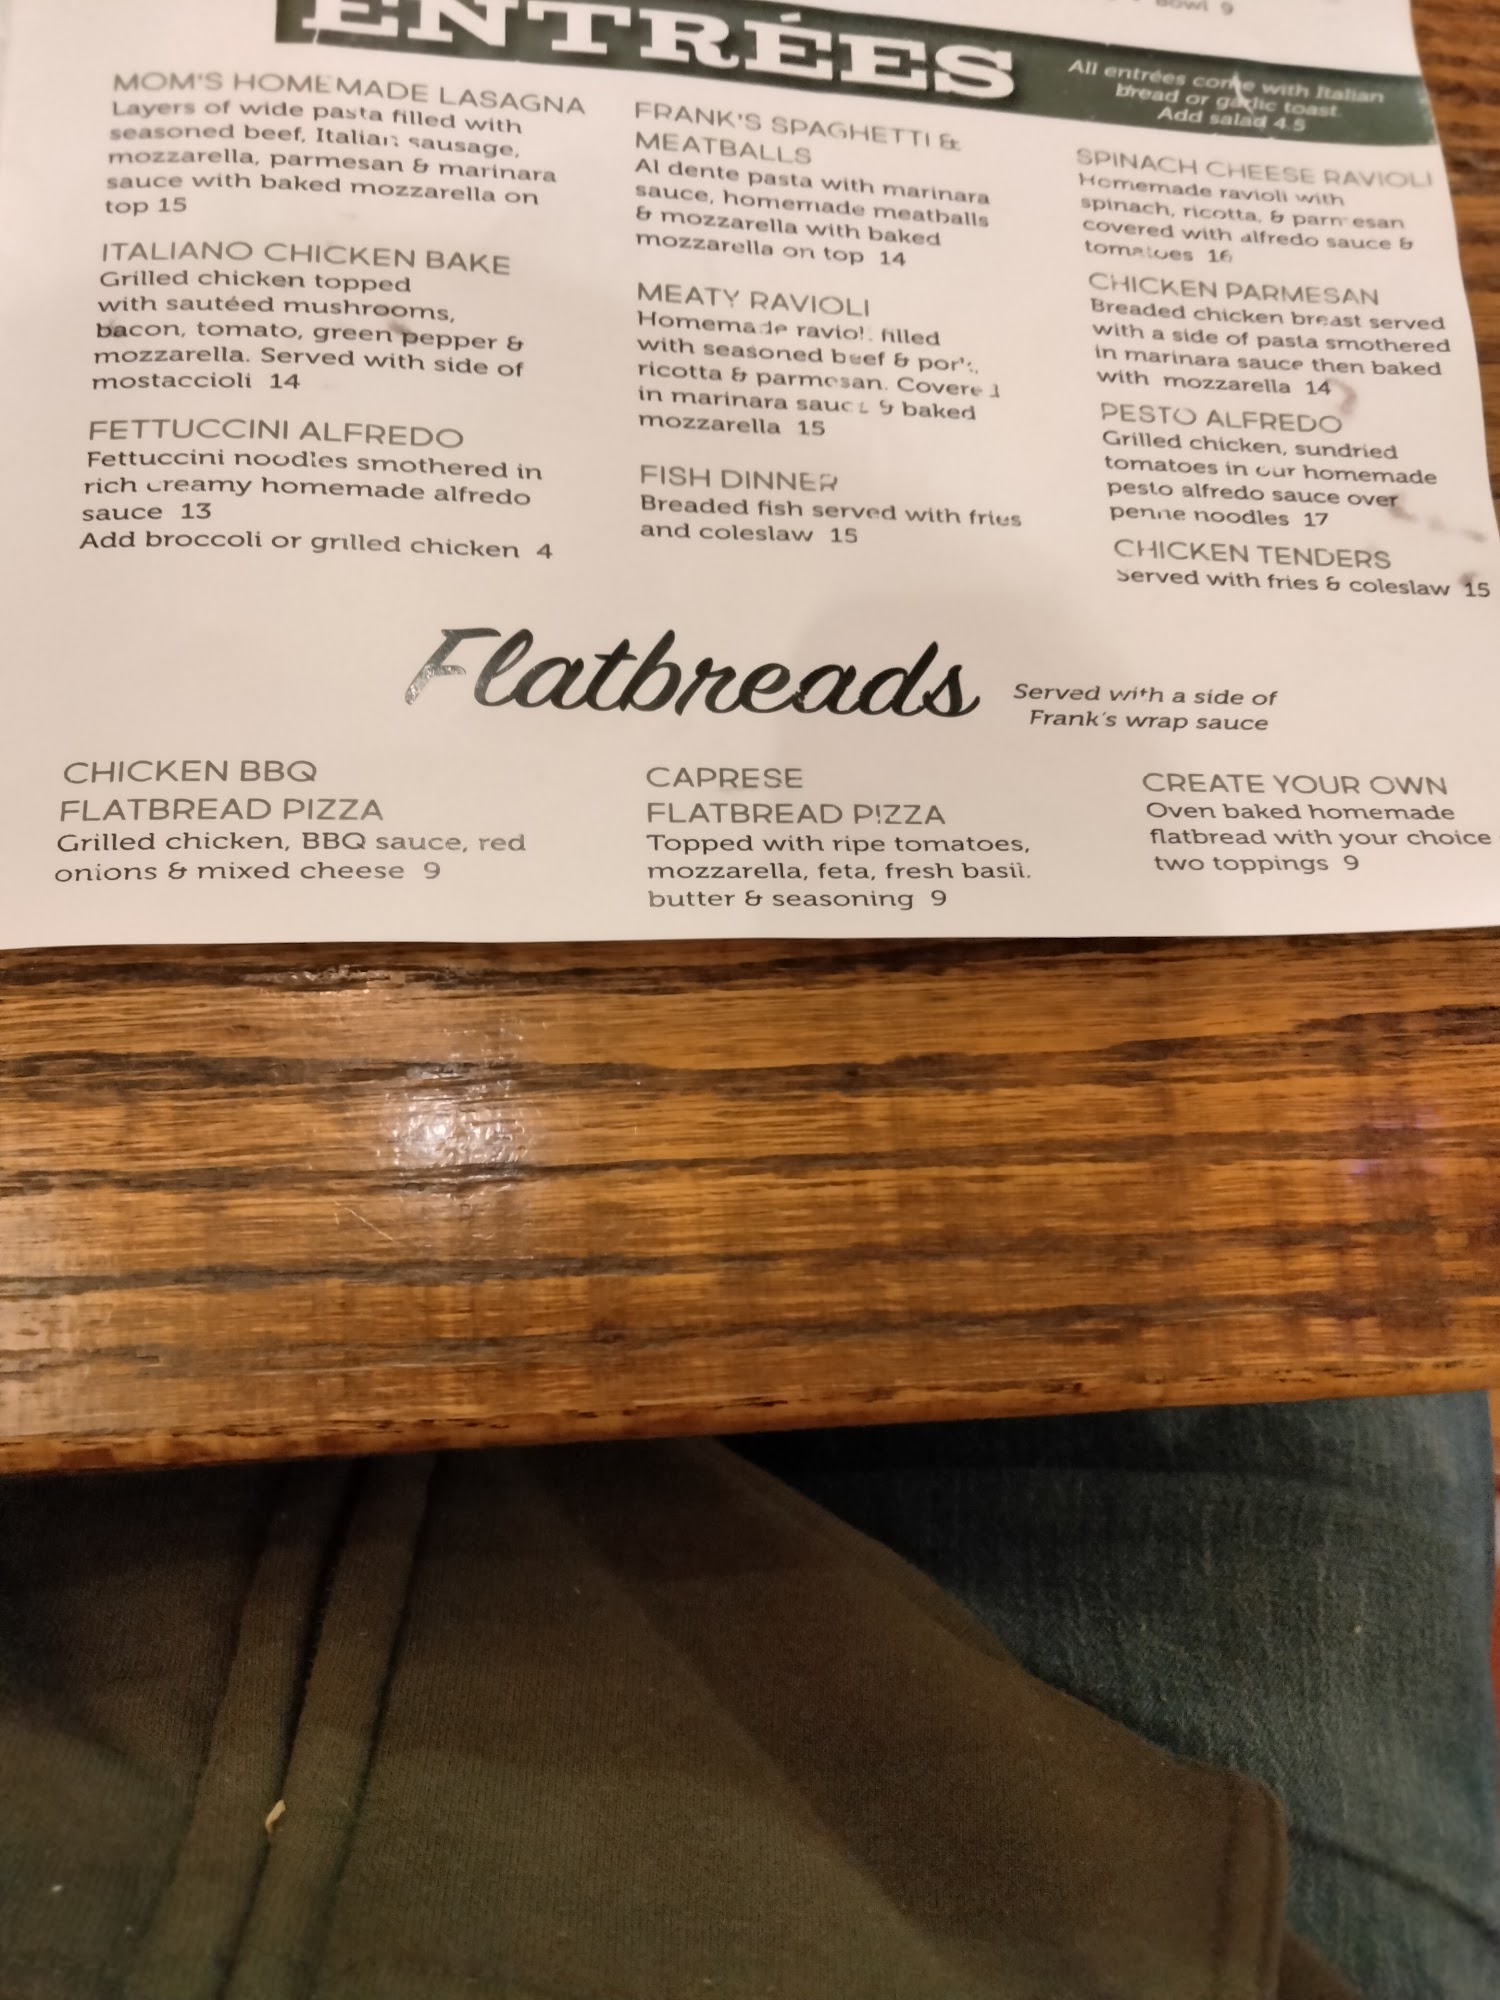 Bowl 9
ENTRÉES
All entrées come with Italian
bread or garlic toast.
Add salad 4.5
MOM'S HOMEMADE LASAGNA
Layers of wide pasta filled with
seasoned beef, Italian sausage,
mozzarella, parmesan & marinara
sauce with baked mozzarella on
top 15
ITALIANO CHICKEN BAKE
Grilled chicken topped
with sautéed mushrooms,
bacon, tomato, green pepper &
mozzarella. Served with side of
mostaccioli 14
FETTUCCINI ALFREDO
Fettuccini noodles smothered in
rich creamy homemade alfredo
sauce 13
Add broccoli or grilled chicken 4
FRANK'S SPAGHETTI &
MEATBALLS
Al dente pasta with marinara
sauce, homemade meatballs
& mozzarella with baked
mozzarella on top 14
MEATY RAVIOLI
Homemade ravioli filled
with seasoned beef & pork,
ricotta & parmesan. Covered
in marinara sauce & baked
mozzarella 15
FISH DINNER
Breaded fish served with fries
and coleslaw 15
SPINACH CHEESE RAVIOLI
Homemade ravioli with
spinach, ricotta, & parmesan
covered with alfredo sauce &
tomatoes 16
CHICKEN PARMESAN
Breaded chicken breast served
with a side of pasta smothered
in marinara sauce then baked
with mozzarella 14
PESTO ALFREDO
Grilled chicken, sundried
tomatoes in our homemade
pesto alfredo sauce over
penne noodles 17
CHICKEN TENDERS
Served with fries & coleslaw 15
Flatbreads
Served with a side of
Frank's wrap sauce
CHICKEN BBQ
FLATBREAD PIZZA
Grilled chicken, BBQ sauce, red
onions & mixed cheese 9
CAPRESE
FLATBREAD PIZZA
Topped with ripe tomatoes,
mozzarella, feta, fresh basil,
butter & seasoning 9
CREATE YOUR OWN
Oven baked homemade
flatbread with your choice
two toppings 9